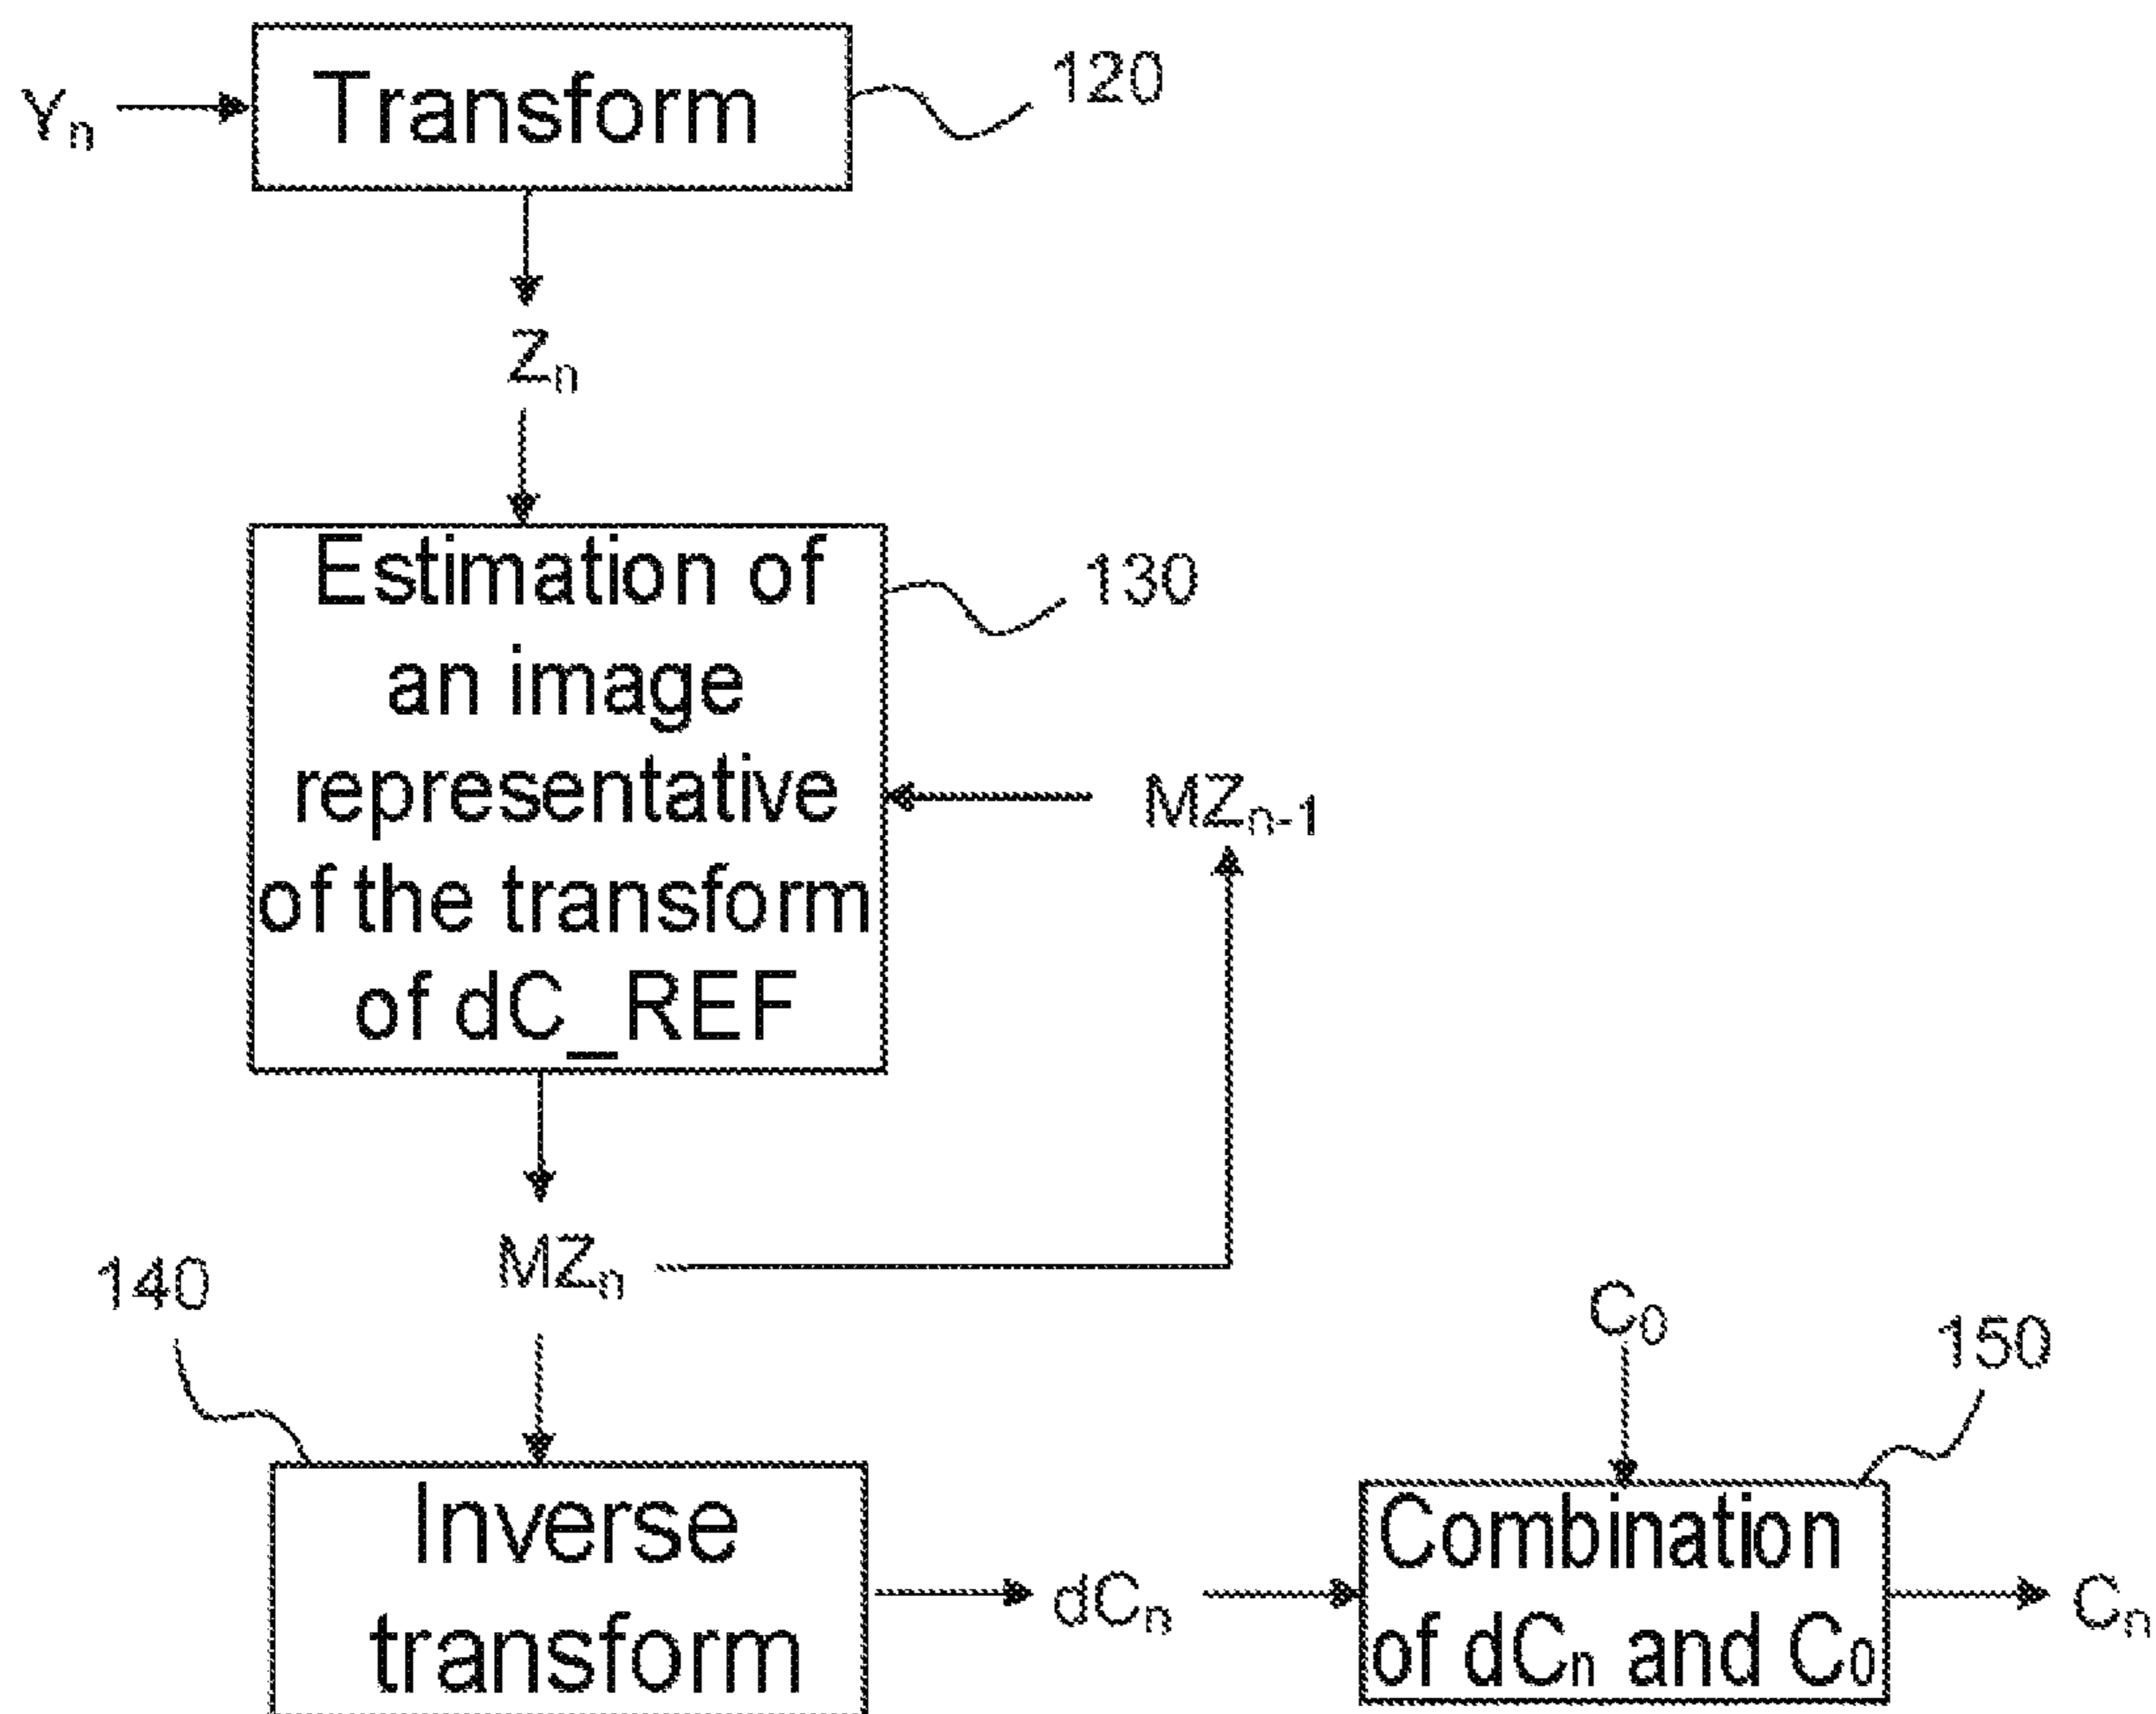 Yn
Transform
120
Zn
Estimation of
an image
representative
of the transform
of dC_REF
130
MZn-1
MZn
140
Inverse
transform
dCn
C0
150
Combination
of dCn and C0
Cn